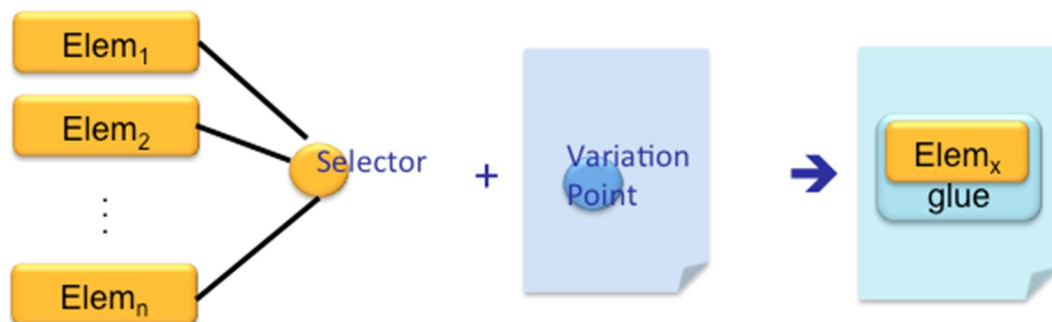 Elem₁
Elem₂
⋮
Elemₙ
Selector
+
Variation
Point
➔
Elemₓ
glue